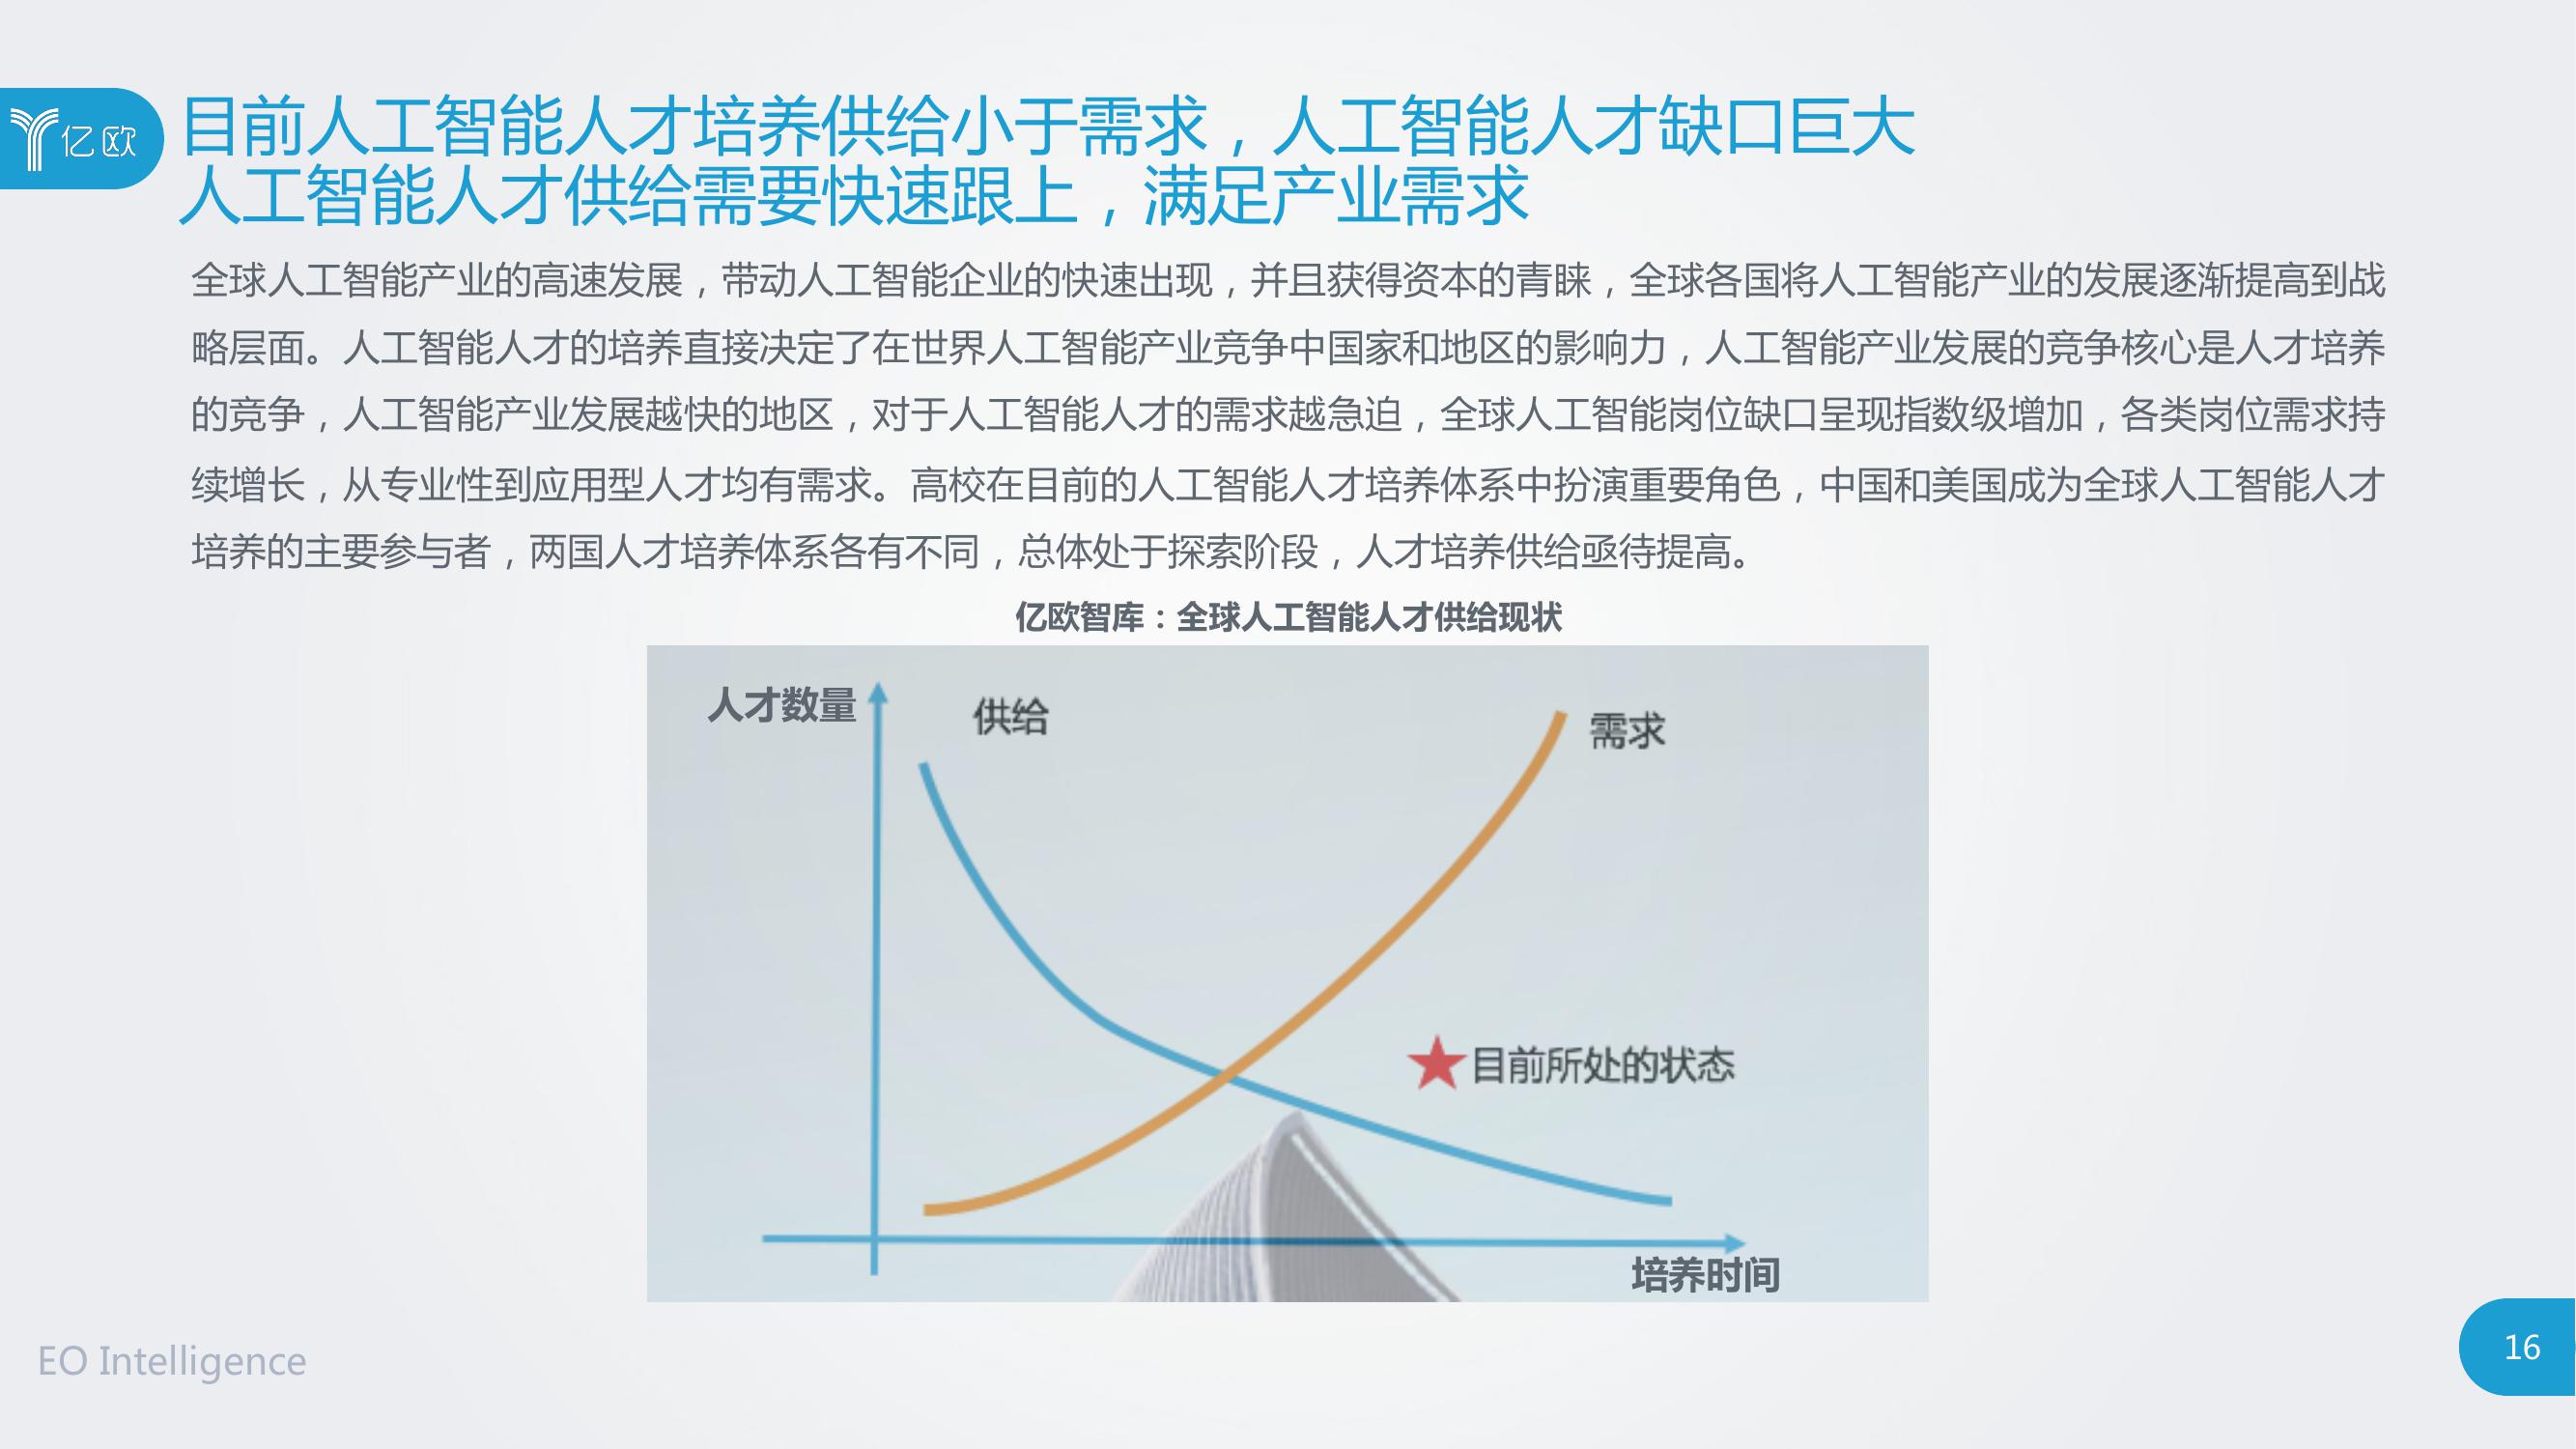 亿欧
目前人工智能人才培养供给小于需求，人工智能人才缺口巨大
人工智能人才供给需要快速跟上，满足产业需求
全球人工智能产业的高速发展，带动人工智能企业的快速出现，并且获得资本的青睐，全球各国将人工智能产业的发展逐渐提高到战
略层面。人工智能人才的培养直接决定了在世界人工智能产业竞争中国家和地区的影响力，人工智能产业发展的竞争核心是人才培养
的竞争，人工智能产业发展越快的地区，对于人工智能人才的需求越急迫，全球人工智能岗位缺口呈现指数级增加，各类岗位需求持
续增长，从专业性到应用型人才均有需求。高校在目前的人工智能人才培养体系中扮演重要角色，中国和美国成为全球人工智能人才
培养的主要参与者，两国人才培养体系各有不同，总体处于探索阶段，人才培养供给亟待提高。
亿欧智库：全球人工智能人才供给现状
人才数量
供给
需求
目前所处的状态
培养时间
EO Intelligence
16